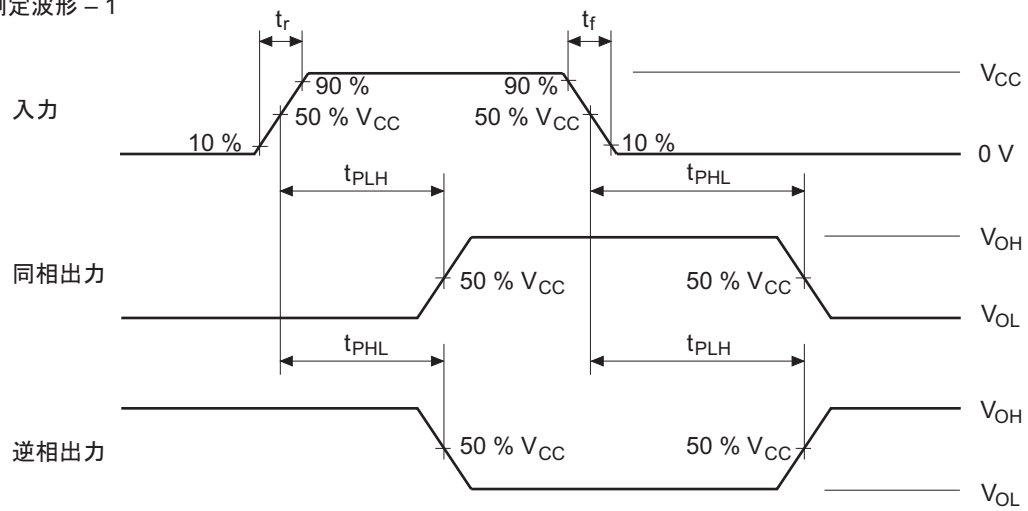 測定波形 – 1
tr
tf
入力
90 %
90 %
VCC
50 % VCC
50 % VCC
10 %
10 %
0 V
tPLH
tPHL
同相出力
VOH
50 % VCC
50 % VCC
VOL
tPHL
tPLH
逆相出力
VOH
50 % VCC
50 % VCC
VOL